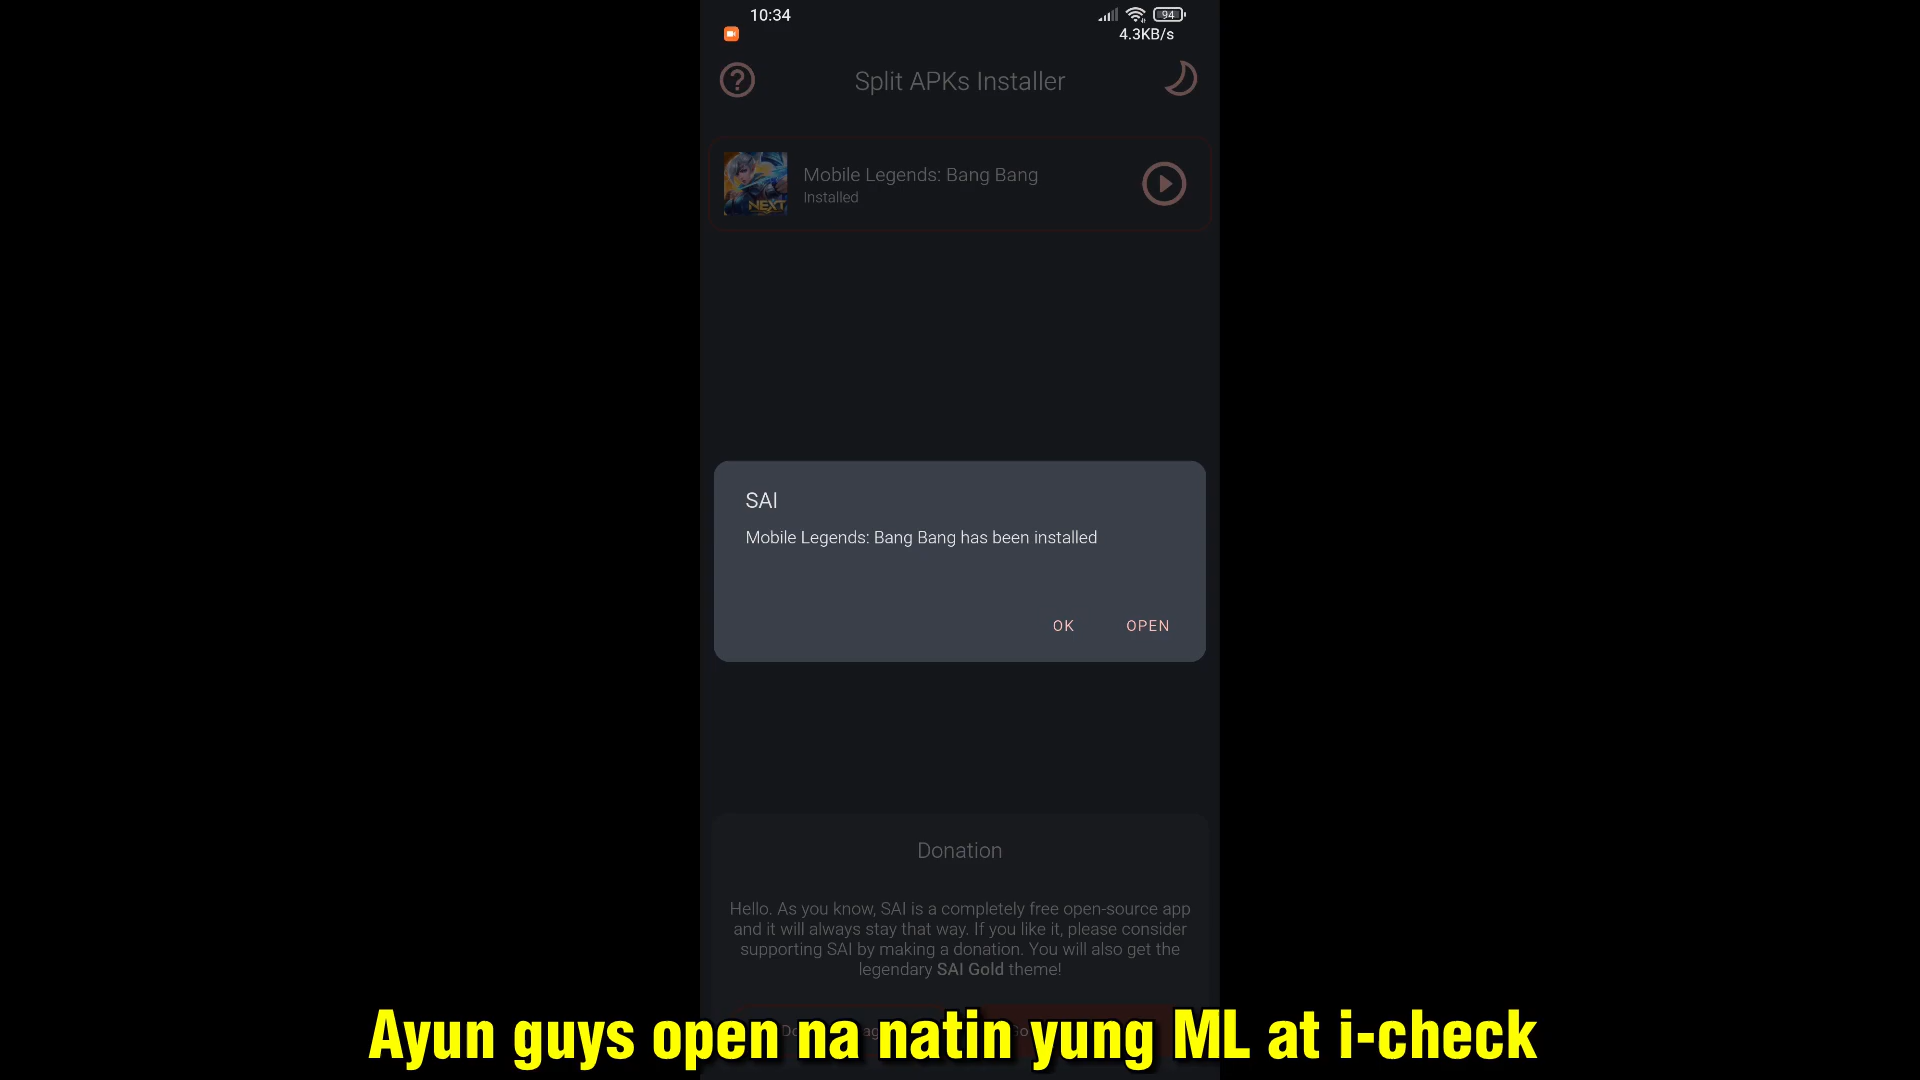 10:34
94
4.3KB/s
Split APKs Installer
Mobile Legends: Bang Bang
Installed
NEXT
SAI
Mobile Legends: Bang Bang has been installed
OK
OPEN
Donation
Hello. As you know, SAI is a completely free open-source app
and it will always stay that way. If you like it, please consider
supporting SAI by making a donation. You will also get the
legendary SAI Gold theme!
Ayun guys open na natin yung ML at i-check